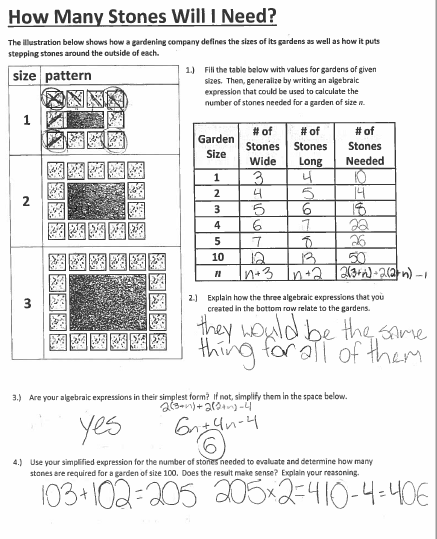 How Many Stones Will I Need?
The illustration below shows how a gardening company defines the sizes of its gardens as well as how it puts
stepping stones around the outside of each.
size pattern
1
2
3
1.) Fill the table below with values for gardens of given
sizes. Then, generalize by writing an algebraic
expression that could be used to calculate the
number of stones needed for a garden of size n.
Garden Size # of Stones Wide # of Stones Long # of Stones Needed
1 3 4 10
2 4 5 14
3 5 6 18
4 6 7 22
5 7 8 26
10 12 13 50
n n+3 n+2 2(3+n)+2(2+n) -1
2.) Explain how the three algebraic expressions that you
created in the bottom row relate to the gardens.
they would be the same
thing for all of them
3.) Are your algebraic expressions in their simplest form? If not, simplify them in the space below.
2(3+n)+2(2+n)-4
yes 6n+4n-4
6
4.) Use your simplified expression for the number of stones needed to evaluate and determine how many
stones are required for a garden of size 100. Does the result make sense? Explain your reasoning.
103+102=205 205x2=410-4=406